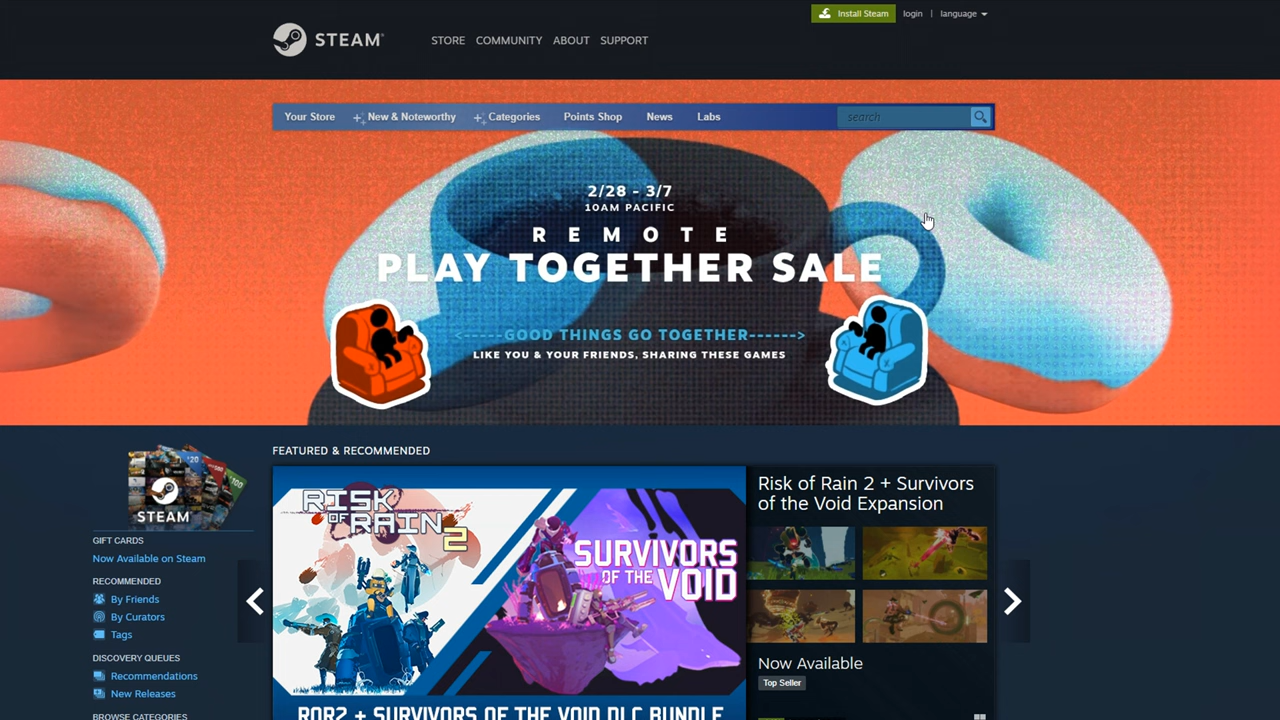 Install Steam login | language
STEAM®
STORE COMMUNITY ABOUT SUPPORT
Your Store New & Noteworthy Categories Points Shop News Labs search
2/28 - 3/7
10AM PACIFIC
REMOTE
PLAY TOGETHER SALE
<-----GOOD THINGS GO TOGETHER------>
LIKE YOU & YOUR FRIENDS, SHARING THESE GAMES
STEAM
GIFT CARDS
Now Available on Steam
RECOMMENDED
By Friends
By Curators
Tags
DISCOVERY QUEUES
Recommendations
New Releases
BROWSE CATEGORIES
FEATURED & RECOMMENDED
RISK
OF
RAIN
2
SURVIVORS
OF THE VOID
ROR2 + SURVIVORS OF THE VOID DLC BUNDLE
Risk of Rain 2 + Survivors
of the Void Expansion
Now Available
Top Seller